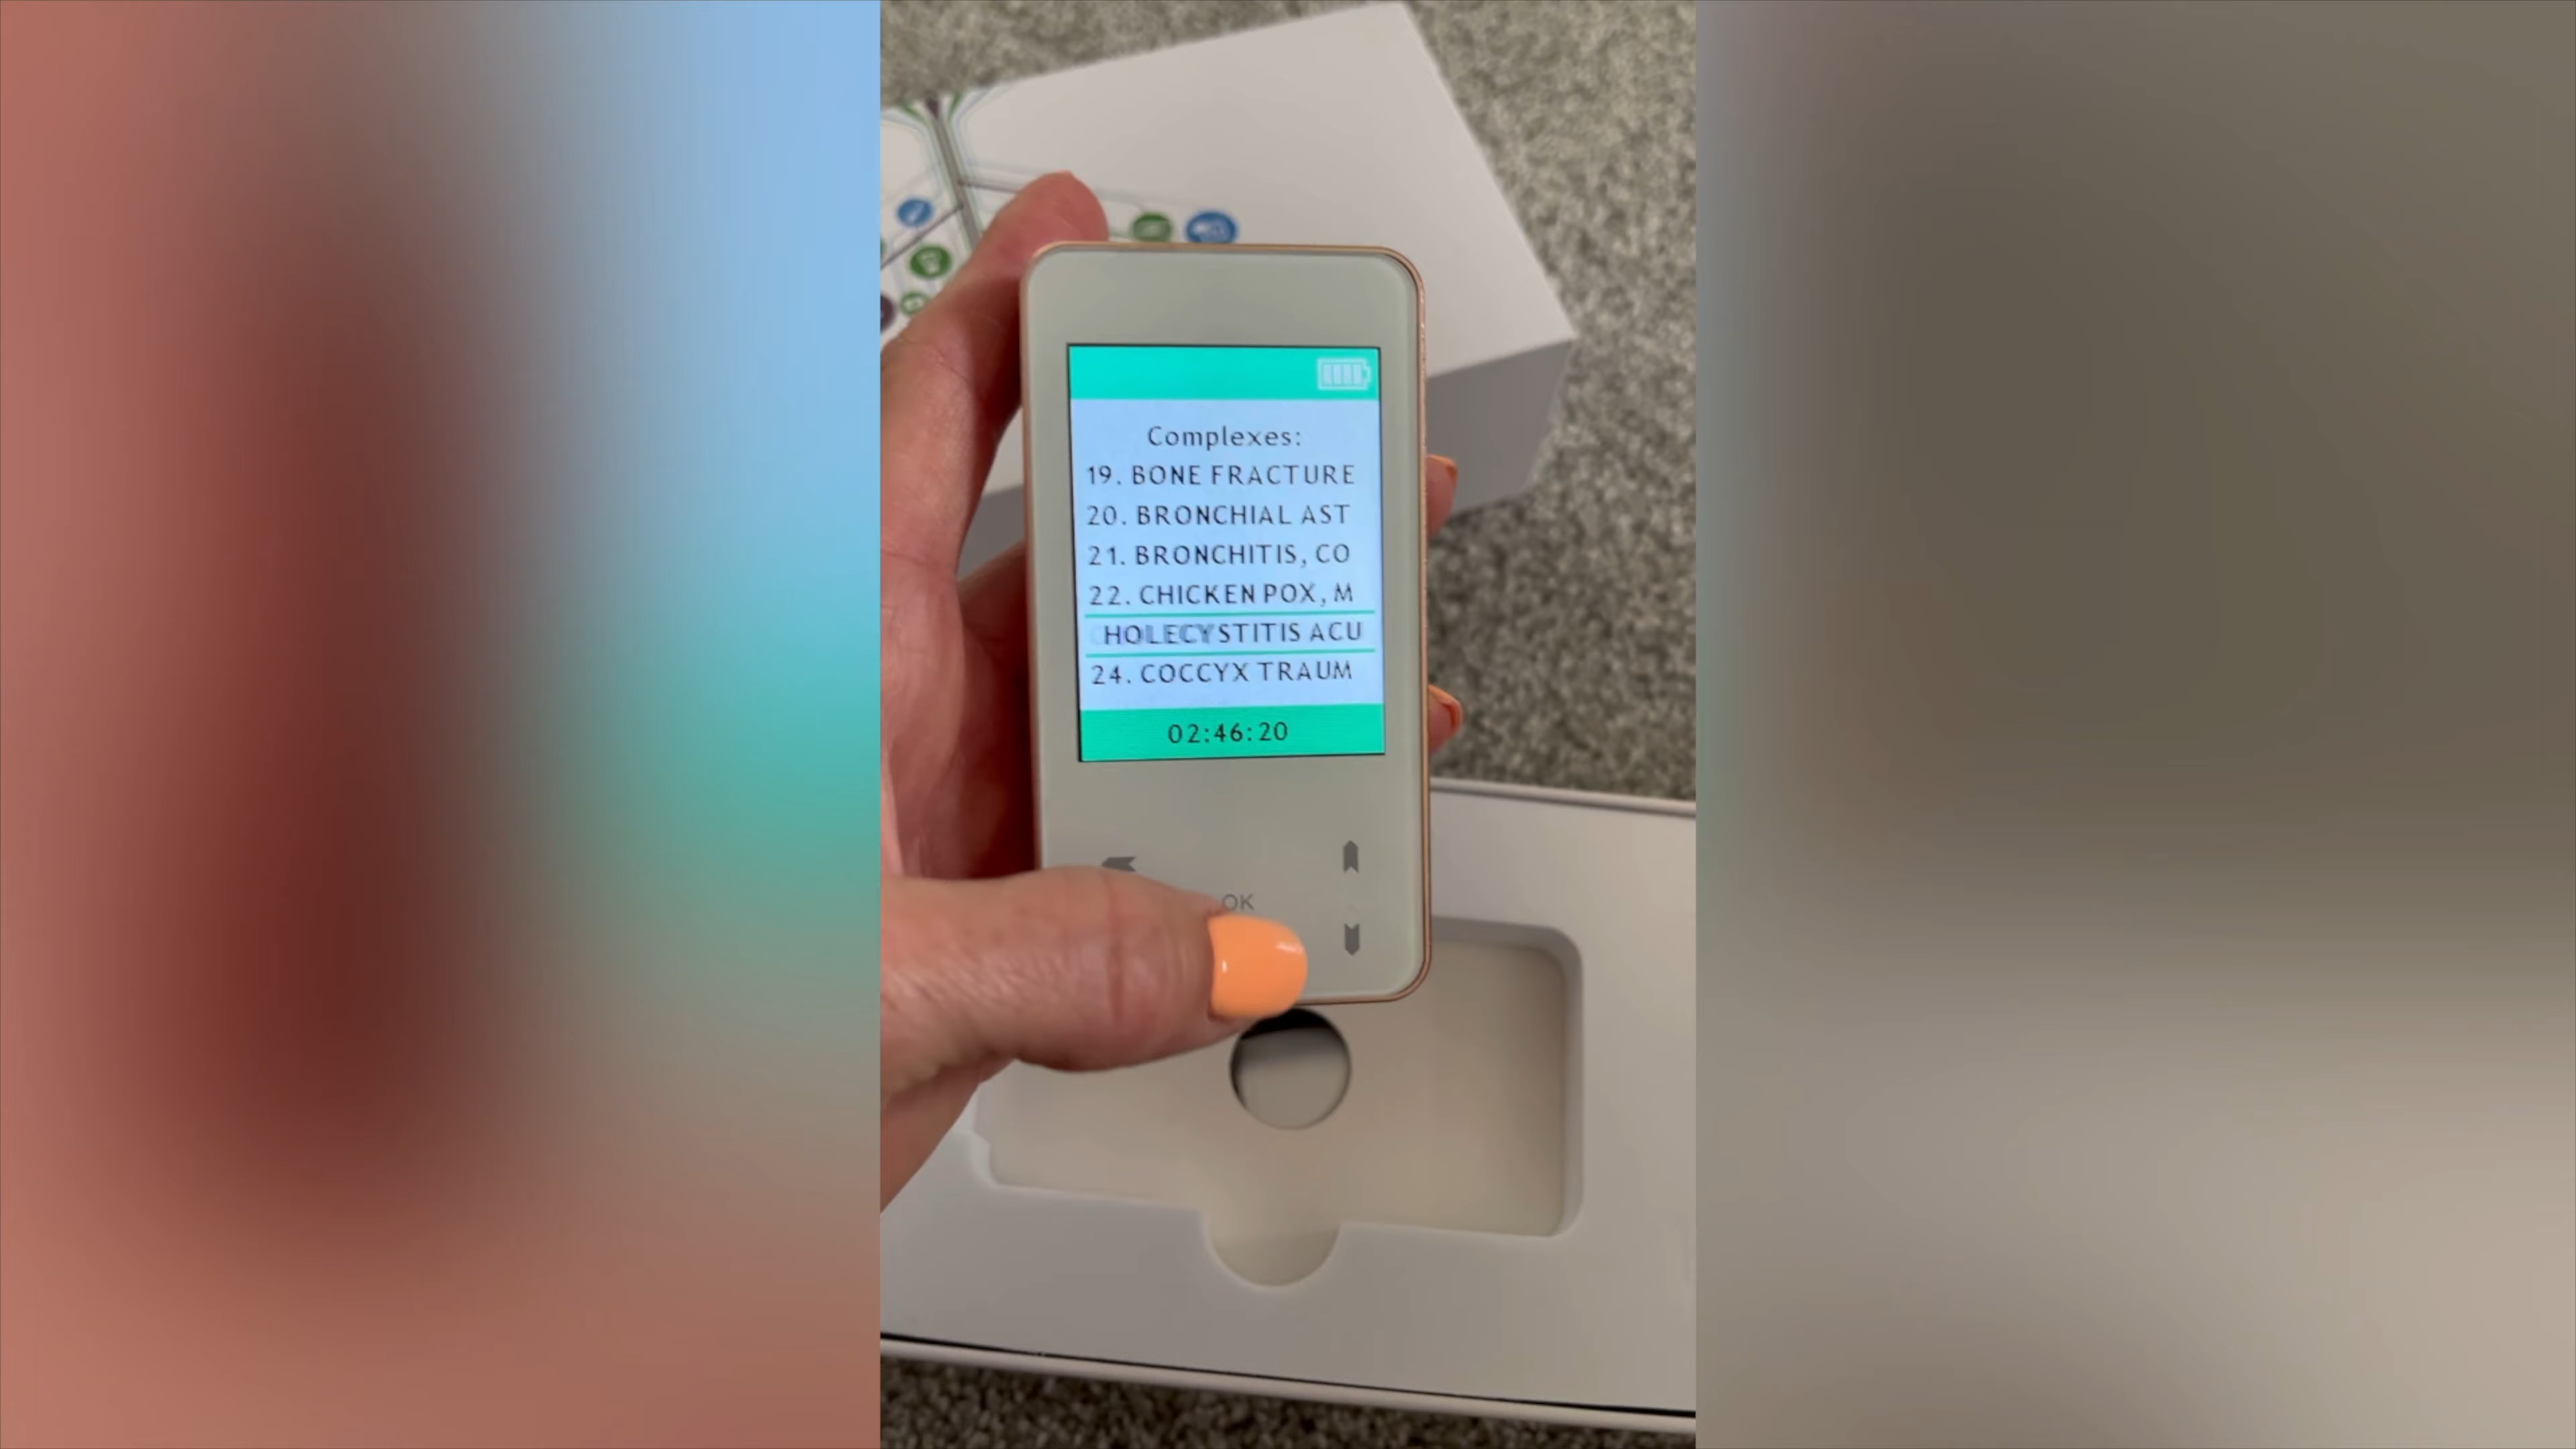 Complexes:
19. BONE FRACTURE
20. BRONCHIAL AST
21. BRONCHITIS, CO
22. CHICKEN POX, M
CHOLECYSTITIS ACU
24. COCCYX TRAUM
02:46:20
OK